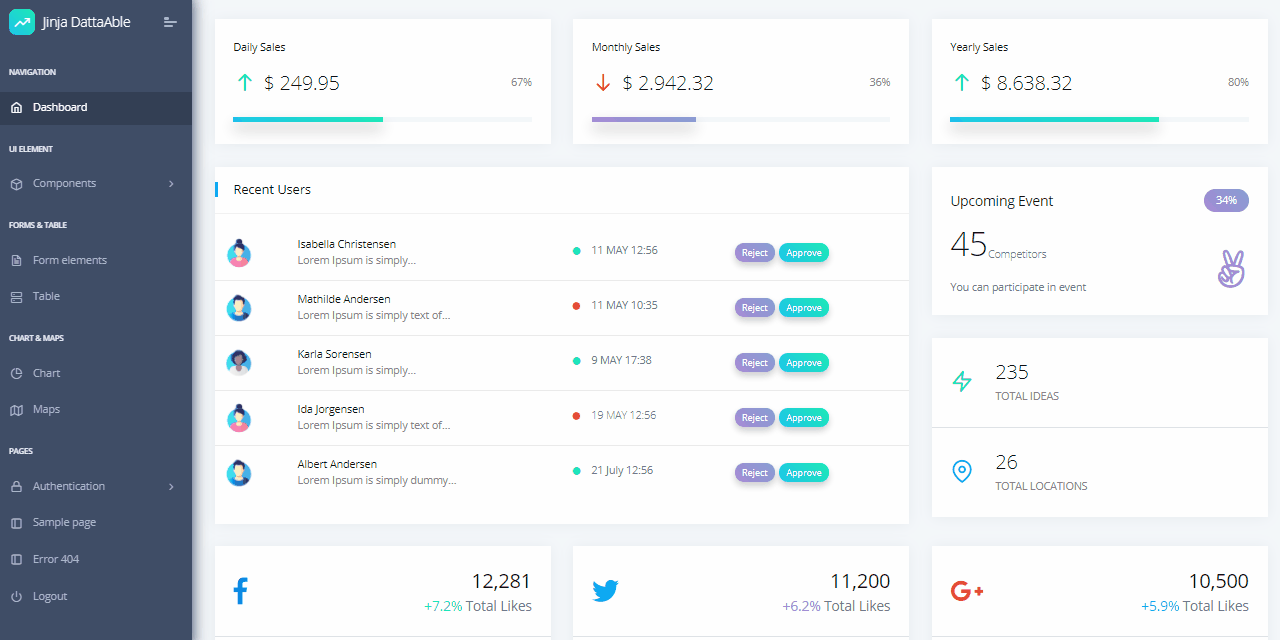 Jinja DattaAble
NAVIGATION
Dashboard
UI ELEMENT
Components
FORMS & TABLE
Form elements
Table
CHART & MAPS
Chart
Maps
PAGES
Authentication
Sample page
Error 404
Logout
Daily Sales
$ 249.95
67%
Monthly Sales
$ 2.942.32
36%
Yearly Sales
$ 8.638.32
80%
Recent Users
Isabella Christensen
Lorem Ipsum is simply...
11 MAY 12:56
Reject Approve
Mathilde Andersen
Lorem Ipsum is simply text of...
11 MAY 10:35
Reject Approve
Karla Sorensen
Lorem Ipsum is simply...
9 MAY 17:38
Reject Approve
Ida Jorgensen
Lorem Ipsum is simply text of...
19 MAY 12:56
Reject Approve
Albert Andersen
Lorem Ipsum is simply dummy...
21 July 12:56
Reject Approve
Upcoming Event
34%
45 Competitors
You can participate in event
235
TOTAL IDEAS
26
TOTAL LOCATIONS
12,281
+7.2% Total Likes
11,200
+6.2% Total Likes
10,500
+5.9% Total Likes